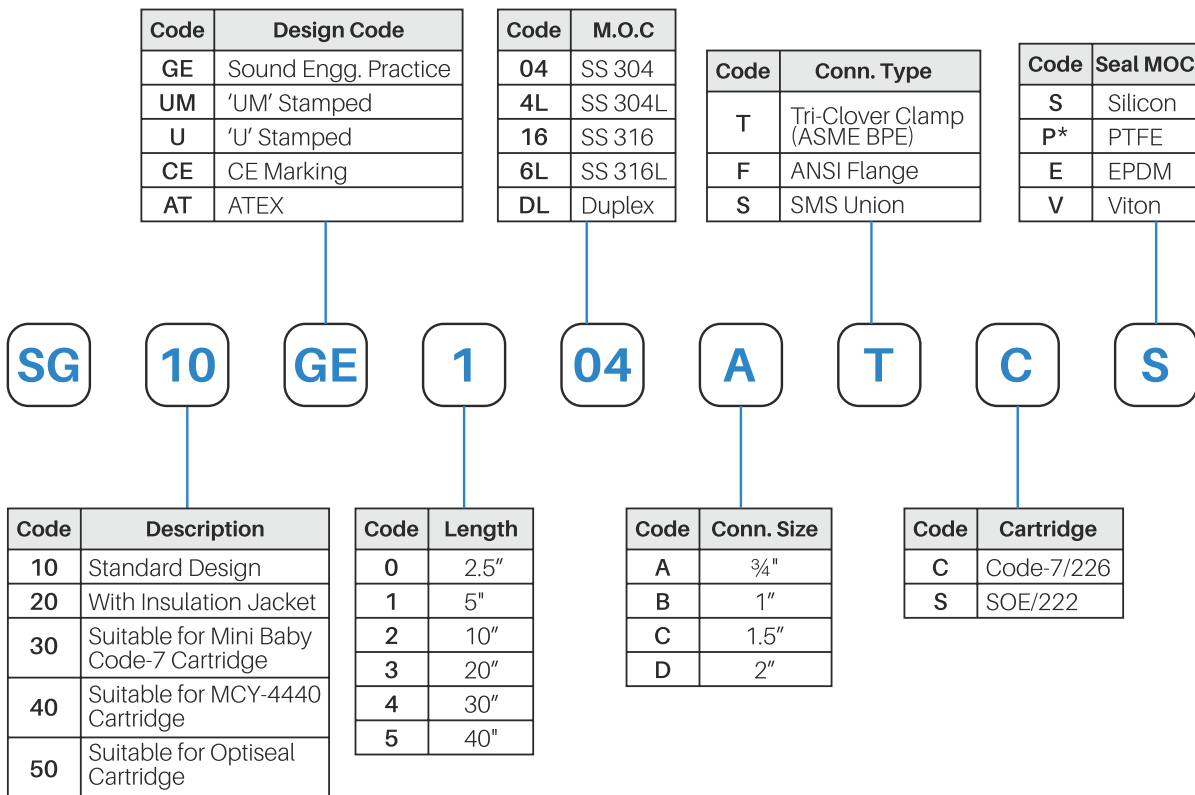 Code Design Code
GE Sound Engg. Practice
UM ‘UM’ Stamped
U ‘U’ Stamped
CE CE Marking
AT ATEX
Code M.O.C
04 SS 304
4L SS 304L
16 SS 316
6L SS 316L
DL Duplex
Code Conn. Type
T Tri-Clover Clamp
(ASME BPE)
F ANSI Flange
S SMS Union
Code Seal MOC
S Silicon
P* PTFE
E EPDM
V Viton
SG 10 GE 1 04 A T C S
Code Description
10 Standard Design
20 With Insulation Jacket
30 Suitable for Mini Baby
Code-7 Cartridge
40 Suitable for MCY-4440
Cartridge
50 Suitable for Optiseal
Cartridge
Code Length
0 2.5”
1 5"
2 10”
3 20”
4 30”
5 40"
Code Conn. Size
A ¾"
B 1”
C 1.5”
D 2”
Code Cartridge
C Code-7/226
S SOE/222